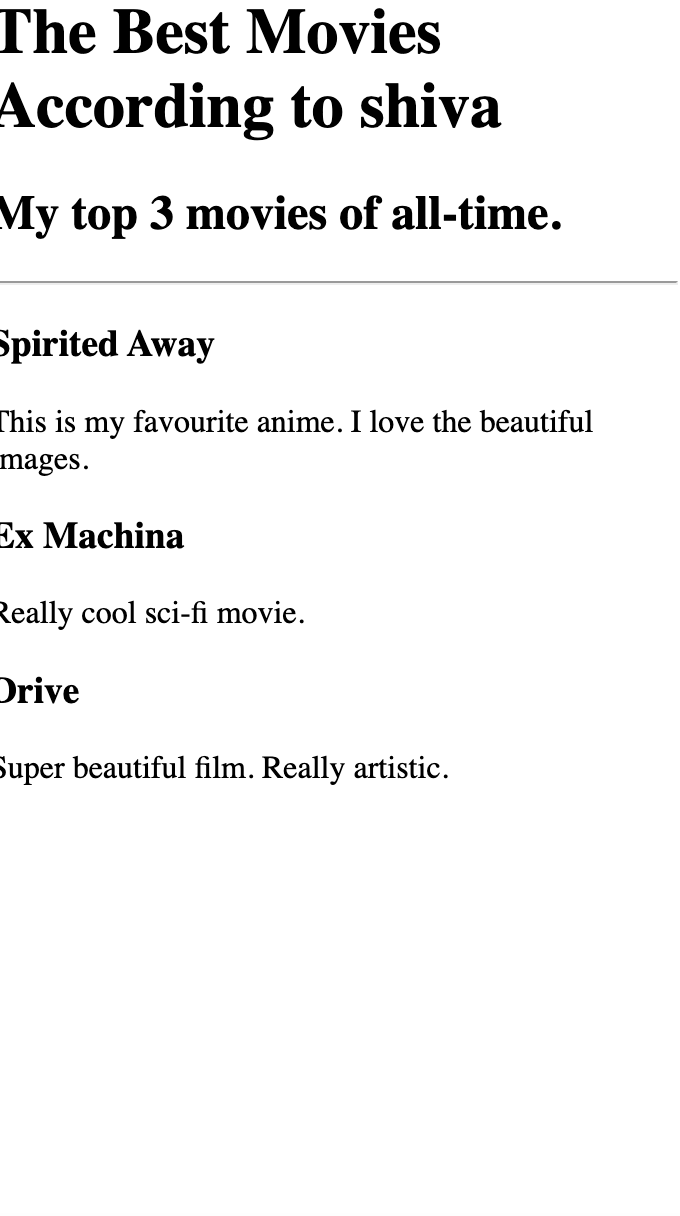 The Best Movies
According to shiva
My top 3 movies of all-time.
Spirited Away
This is my favourite anime. I love the beautiful
images.
Ex Machina
Really cool sci-fi movie.
Drive
Super beautiful film. Really artistic.